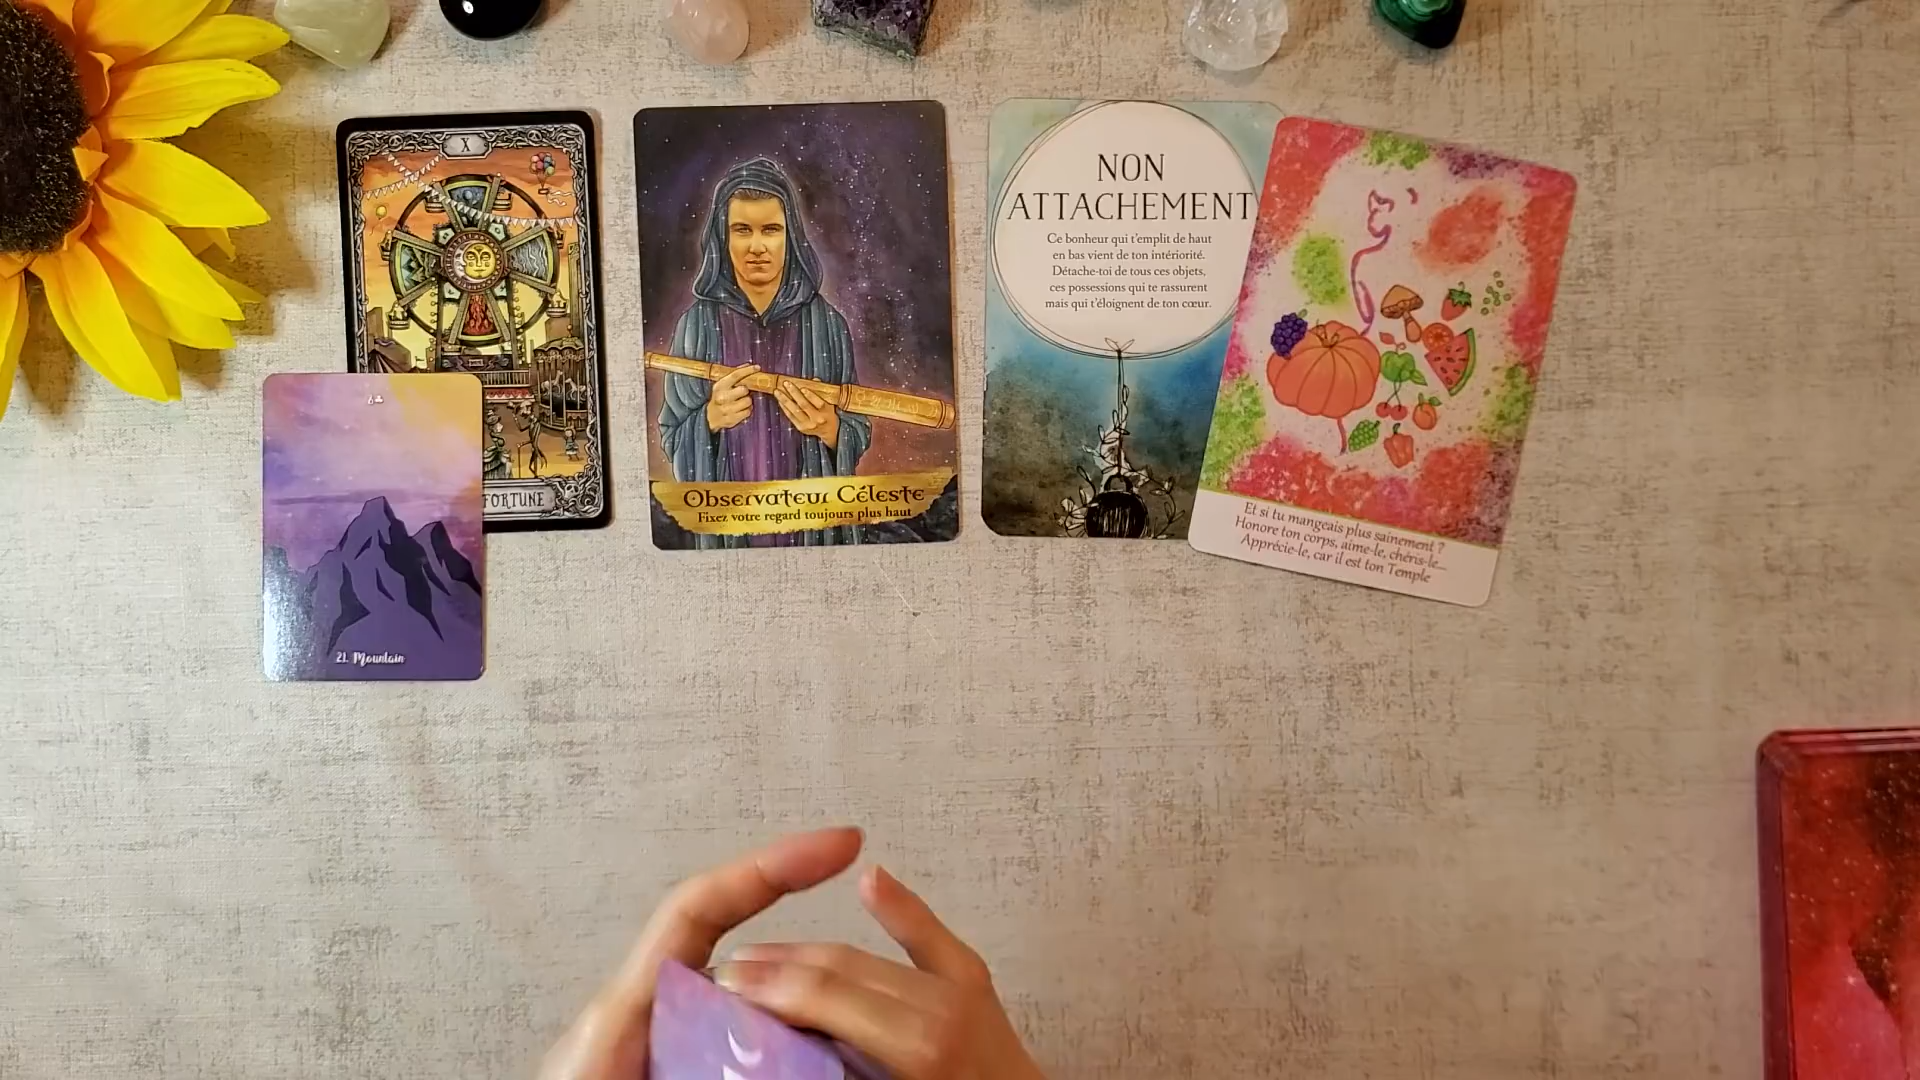 X
FORTUNE
6♣
21. Mountain
Observateur Céleste
Fixez votre regard toujours plus haut
NON
ATTACHEMENT
Ce bonheur qui t'emplit de haut
en bas vient de ton intériorité.
Détache-toi de tous ces objets,
ces possessions qui te rassurent
mais qui t'éloignent de ton cœur.
Et si tu mangeais plus sainement ?
Honore ton corps, aime-le, chéris-le...
Apprécie-le, car il est ton Temple